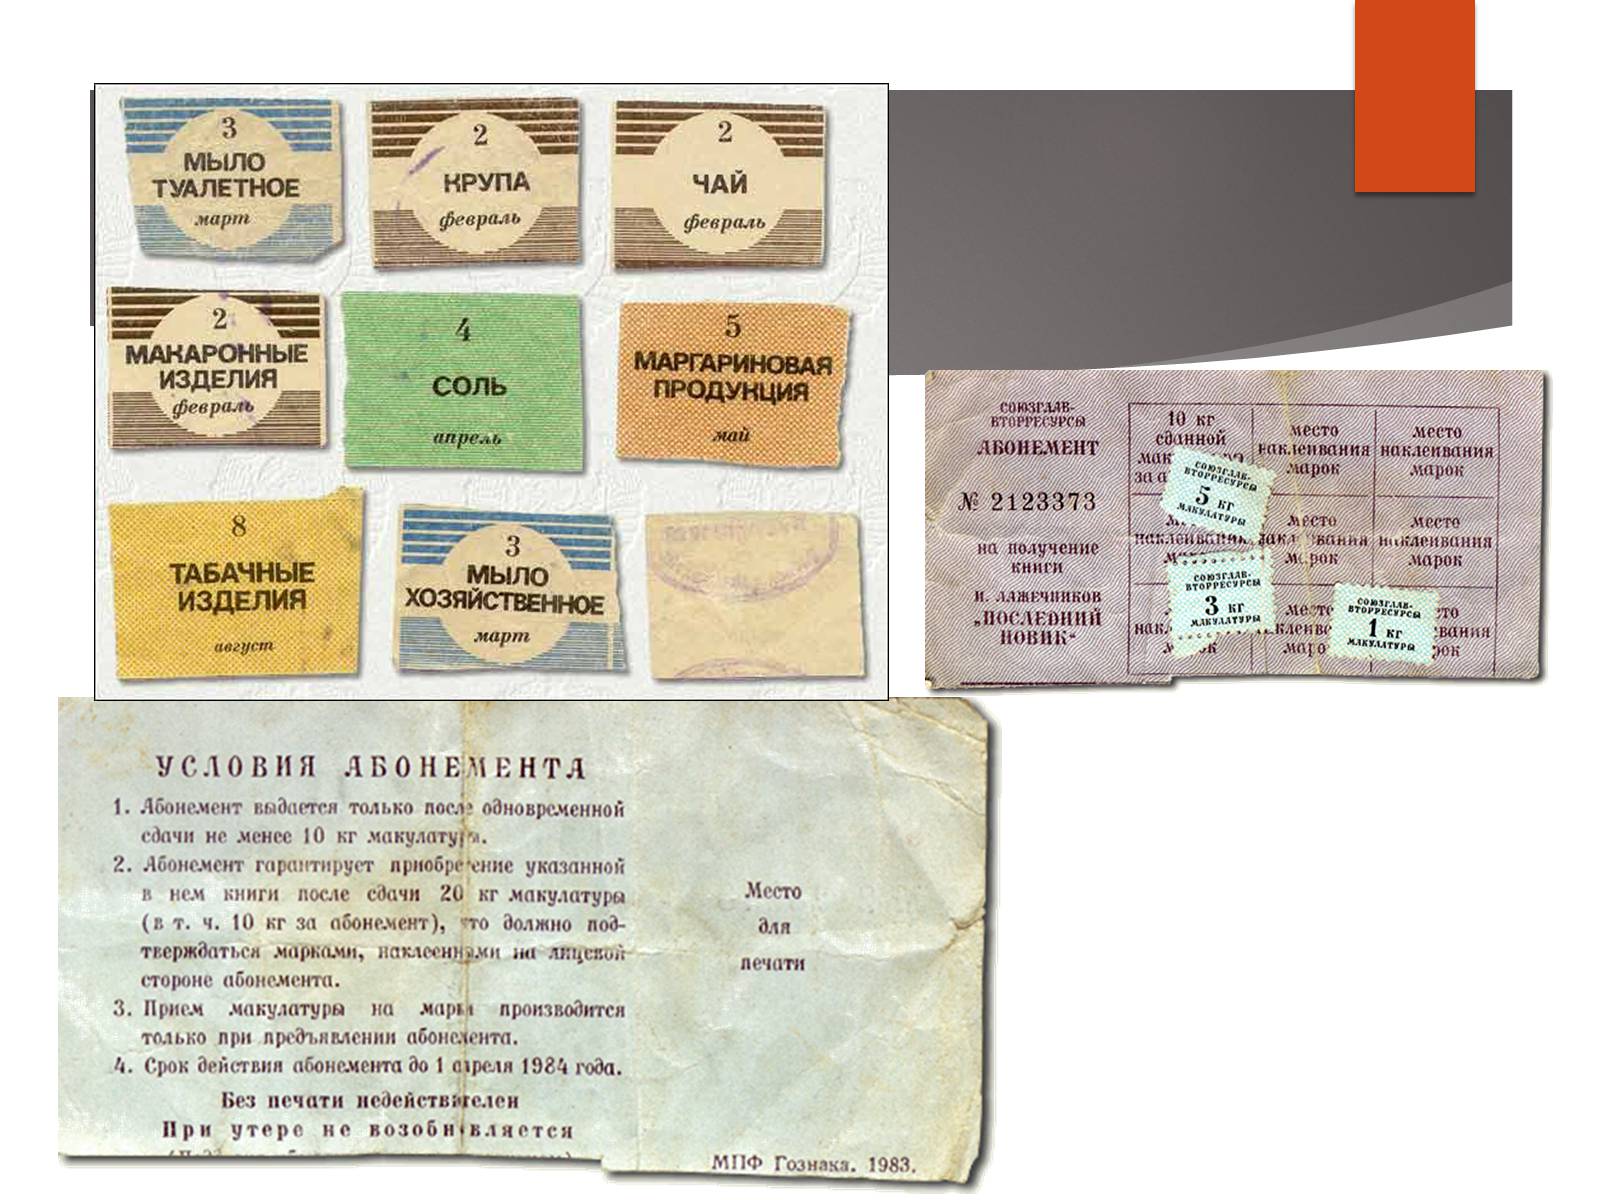 3
МЫЛО
ТУАЛЕТНОЕ
март
2
КРУПА
февраль
2
ЧАЙ
февраль
2
МАКАРОННЫЕ
ИЗДЕЛИЯ
февраль
4
СОЛЬ
апрель
5
МАРГАРИНОВАЯ
ПРОДУКЦИЯ
май
8
ТАБАЧНЫЕ
ИЗДЕЛИЯ
август
3
МЫЛО
ХОЗЯЙСТВЕННОЕ
март
СОЮЗГЛАВ-
ВТОРРЕСУРСЫ
АБОНЕМЕНТ
№ 2123373
на получение
книги
И. ЛАЖЕЧНИКОВ
„ПОСЛЕДНИЙ
НОВИК“
10 кг
сданной
место
наклеивания
марок
место
наклеивания
марок
СОЮЗГЛАВ-
ВТОРРЕСУРСЫ
5 кг
МАКУЛАТУРЫ
место
марок
место
наклеивания
марок
СОЮЗГЛАВ-
ВТОРРЕСУРСЫ
3 кг
МАКУЛАТУРЫ
СОЮЗГЛАВ-
ВТОРРЕСУРСЫ
1 кг
МАКУЛАТУРЫ
УСЛОВИЯ АБОНЕМЕНТА
1. Абонемент выдается только после одновременной
сдачи не менее 10 кг макулатуры.
2. Абонемент гарантирует приобретение указанной
в нем книги после сдачи 20 кг макулатуры
(в т. ч. 10 кг за абонемент), что должно под-
тверждаться марками, наклеенными на лицевой
стороне абонемента.
3. Прием макулатуры на марки производится
только при предъявлении абонемента.
4. Срок действия абонемента до 1 апреля 1984 года.
Без печати недействителен
При утере не возобновляется
Место
для
печати
МПФ Гознака. 1983.